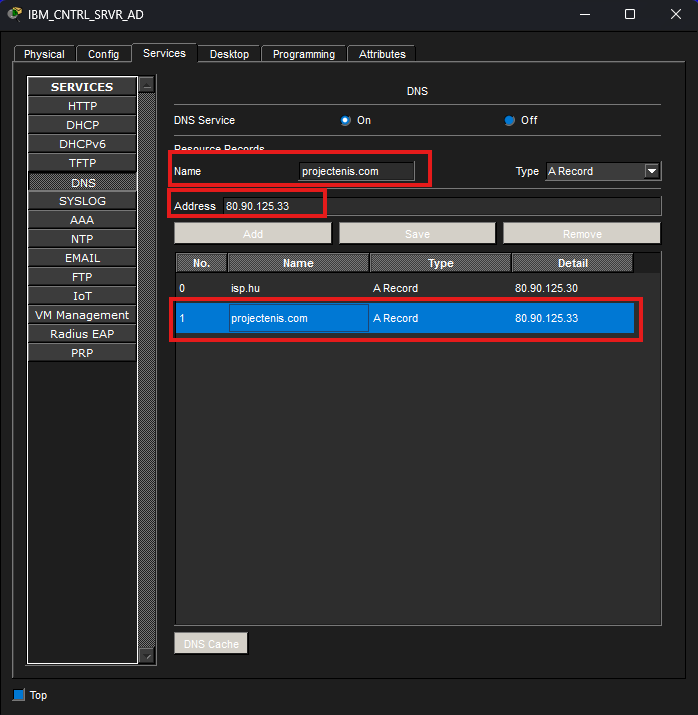 IBM_CNTRL_SRVR_AD
Physical Config Services Desktop Programming Attributes
SERVICES
HTTP
DHCP
DHCPv6
TFTP
DNS
SYSLOG
AAA
NTP
EMAIL
FTP
IoT
VM Management
Radius EAP
PRP
DNS
DNS Service On Off
Resource Records
Name projectenis.com Type A Record
Address 80.90.125.33
Add Save Remove
No. Name Type Detail
0 isp.hu A Record 80.90.125.30
1 projectenis.com A Record 80.90.125.33
DNS Cache
Top